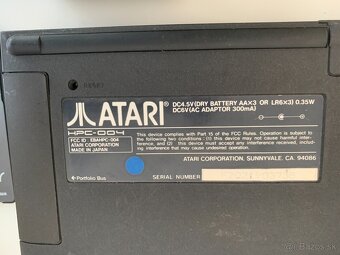 ATARI®
DC4.5V(DRY BATTERY AA×3 OR LR6×3) 0.35W
DC6V(AC ADAPTOR 300mA)
HPC-004
FCC ID EBAHPC-004
ATARI CORPORATION
MADE IN JAPAN
This device complies with Part 15 of the FCC Rules.
Operation is subject to the following two conditions: (1)
this device may not cause harmful interference, and (2)
this device must accept any interference received,
including interference that may cause undesired operation.
ATARI CORPORATION, SUNNYVALE, CA. 94086
Portfolio Bus
SERIAL NUMBER
bazos.sk